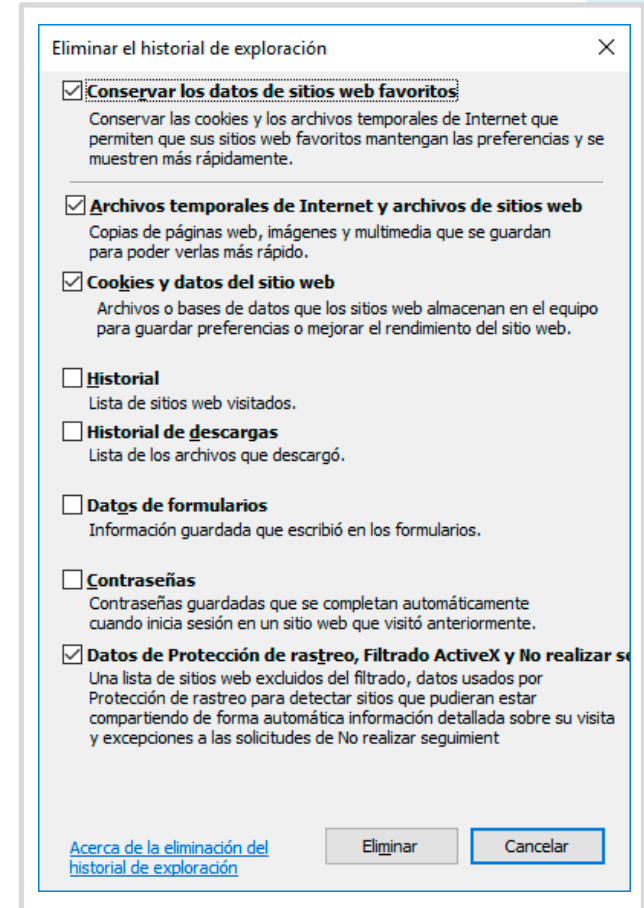 Eliminar el historial de exploración
Conservar los datos de sitios web favoritos
Conservar las cookies y los archivos temporales de Internet que
permiten que sus sitios web favoritos mantengan las preferencias y se
muestren más rápidamente.
Archivos temporales de Internet y archivos de sitios web
Copias de páginas web, imágenes y multimedia que se guardan
para poder verlas más rápido.
Cookies y datos del sitio web
Archivos o bases de datos que los sitios web almacenan en el equipo
para guardar preferencias o mejorar el rendimiento del sitio web.
Historial
Lista de sitios web visitados.
Historial de descargas
Lista de los archivos que descargó.
Datos de formularios
Información guardada que escribió en los formularios.
Contraseñas
Contraseñas guardadas que se completan automáticamente
cuando inicia sesión en un sitio web que visitó anteriormente.
Datos de Protección de rastreo, Filtrado ActiveX y No realizar se
Una lista de sitios web excluidos del filtrado, datos usados por
Protección de rastreo para detectar sitios que pudieran estar
compartiendo de forma automática información detallada sobre su visita
y excepciones a las solicitudes de No realizar seguimient
Acerca de la eliminación del
historial de exploración
Eliminar
Cancelar